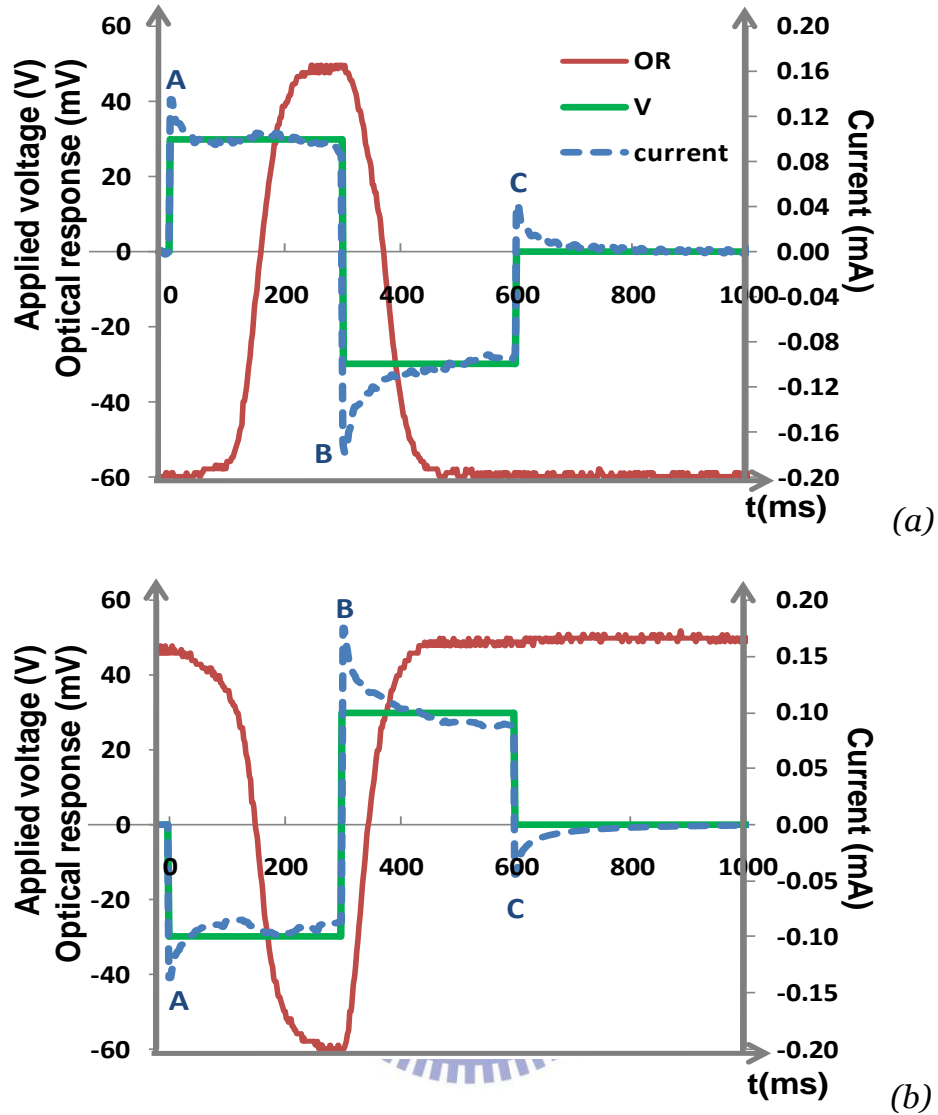 60
40
20
0
-20
-40
-60
Applied voltage (V)
Optical response (mV)
0.20
0.16
0.12
0.08
0.04
0.00
-0.04
-0.08
-0.12
-0.16
-0.20
Current (mA)
OR
V
current
A
B
C
0 200 400 600 800 1000
t(ms)
(a)
60
40
20
0
-20
-40
-60
Applied voltage (V)
Optical response (mV)
0.20
0.15
0.10
0.05
0.00
-0.05
-0.10
-0.15
-0.20
Current (mA)
B
A
C
0 200 400 600 800 1000
t(ms)
(b)